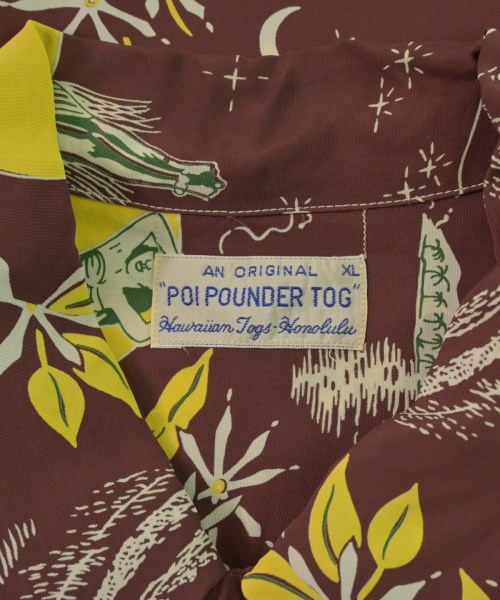 AN ORIGINAL XL
"POI POUNDER TOG"
Hawaiian Togs-Honolulu